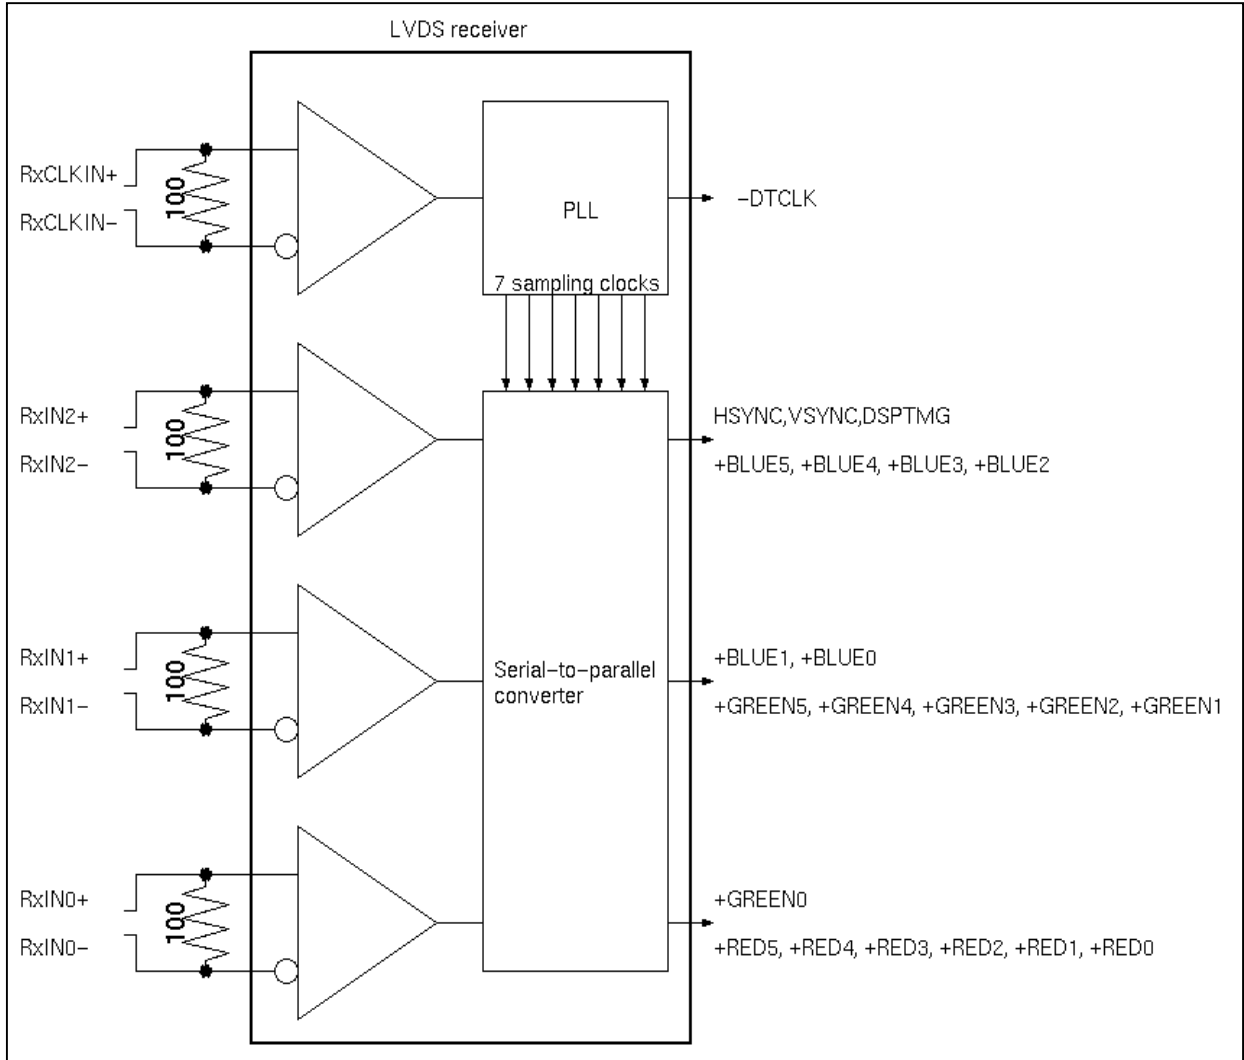 LVDS receiver
RxCLKIN+
100
RxCLKIN-
PLL
-DTCLK
7 sampling clocks
RxIN2+
100
RxIN2-
HSYNC,VSYNC,DSPTMG
+BLUE5, +BLUE4, +BLUE3, +BLUE2
RxIN1+
100
RxIN1-
Serial-to-parallel
converter
+BLUE1, +BLUE0
+GREEN5, +GREEN4, +GREEN3, +GREEN2, +GREEN1
RxIN0+
100
RxIN0-
+GREEN0
+RED5, +RED4, +RED3, +RED2, +RED1, +RED0